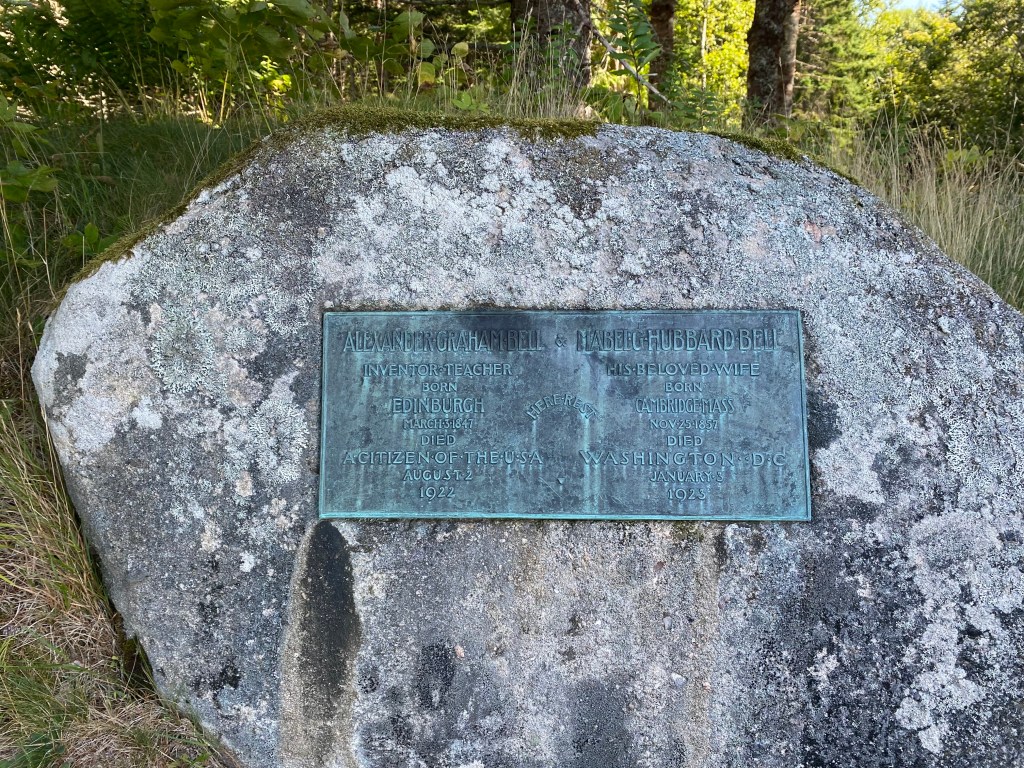 ALEXANDER·GRAHAM·BELL & MABEL·G·HUBBARD·BELL
INVENTOR·TEACHER
BORN
EDINBURGH
MARCH·3·1847
DIED
A·CITIZEN·OF·THE·U·S·A
AUGUST·2
1922
HERE·REST
HIS·BELOVED·WIFE
BORN
CAMBRIDGE·MASS
NOV·25·1857
DIED
WASHINGTON·D·C
JANUARY·3
1923